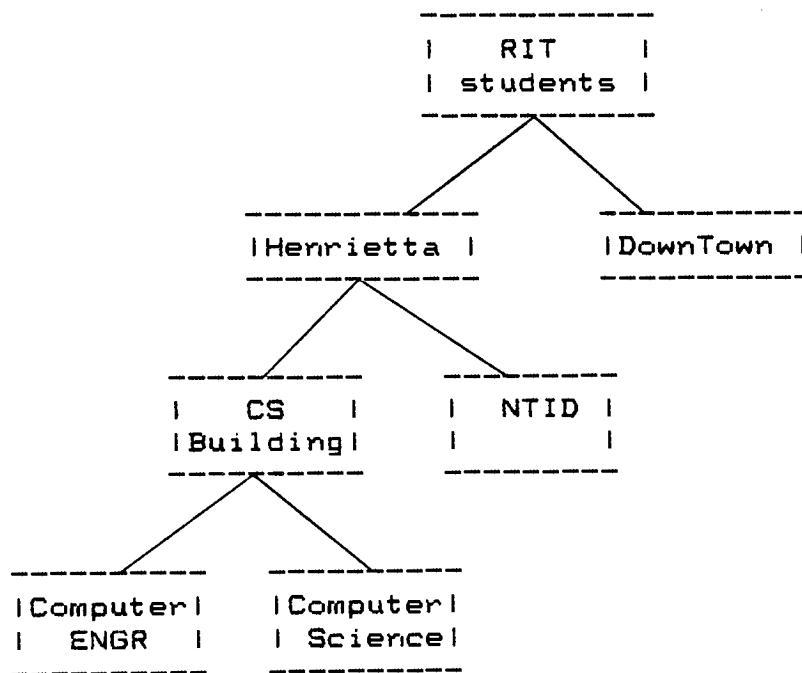 RIT
students
Henrietta
DownTown
CS
Building
NTID
Computer
ENGR
Computer
Science